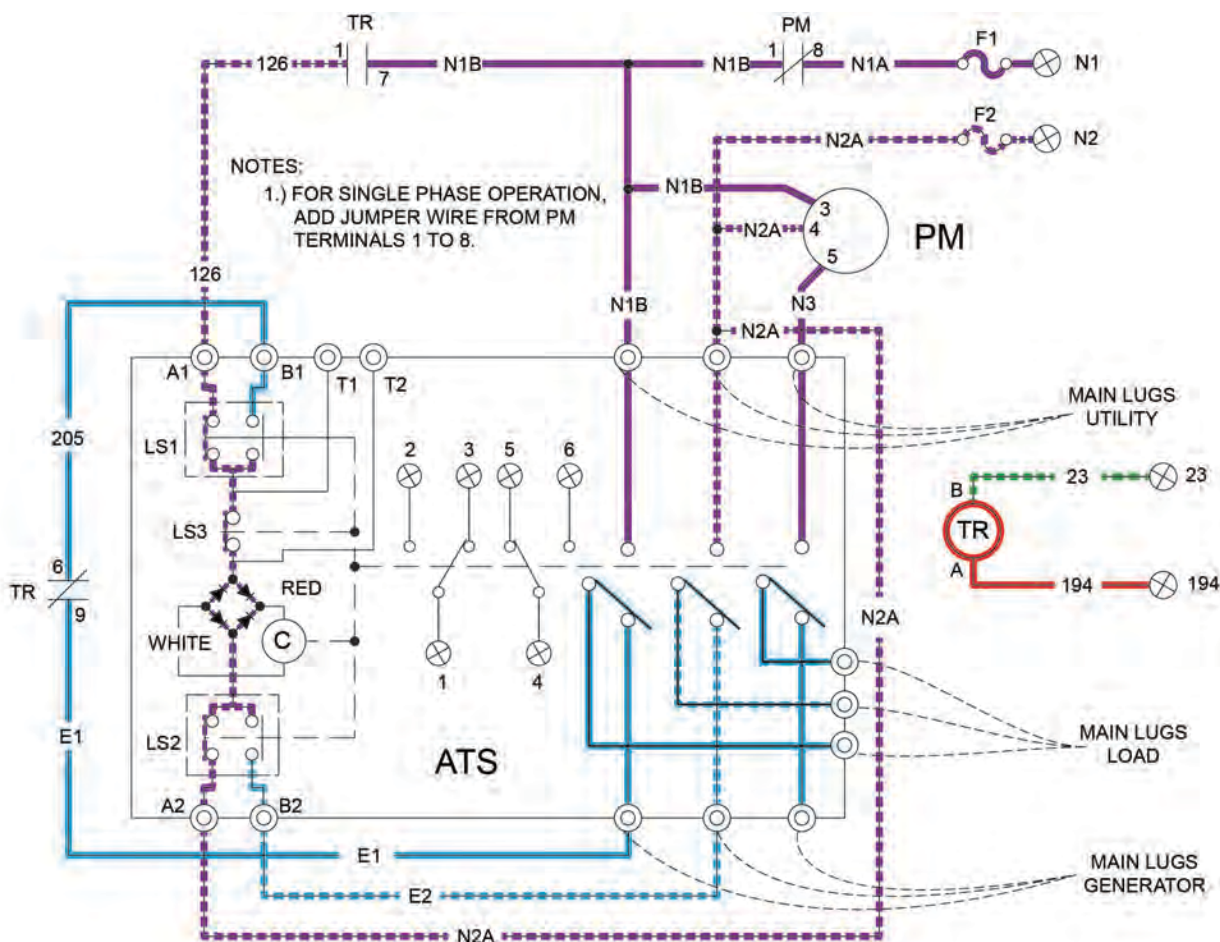 TR
PM
F1
126
1
7
N1B
N1B
1
8
N1A
N1
F2
N2A
N2
NOTES:
1.) FOR SINGLE PHASE OPERATION,
ADD JUMPER WIRE FROM PM
TERMINALS 1 TO 8.
N1B
3
N2A
4
5
PM
126
N1B
N3
N2A
A1
B1
T1
T2
MAIN LUGS
UTILITY
205
LS1
2
3
5
6
B
23
23
TR
LS3
6
TR
9
RED
A
194
194
WHITE
C
N2A
1
4
LS2
E1
ATS
MAIN LUGS
LOAD
A2
B2
E1
MAIN LUGS
GENERATOR
E2
N2A